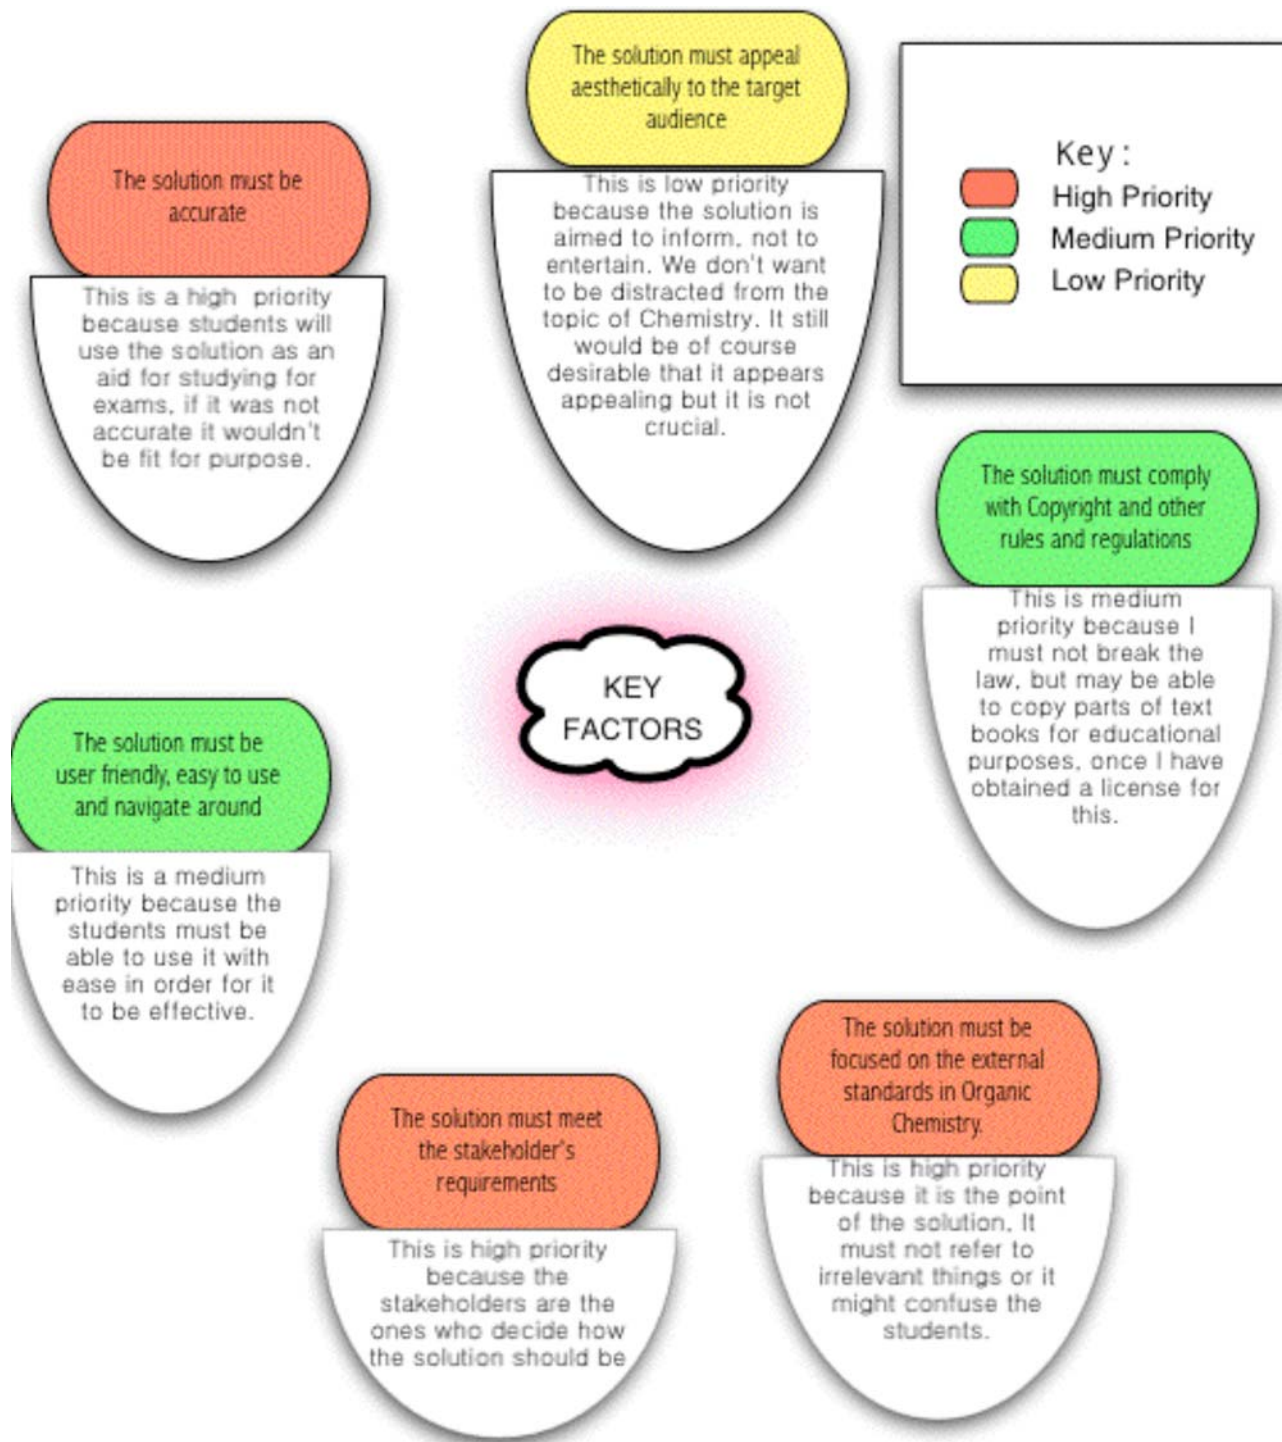 The solution must appeal
aesthetically to the target
audience
This is low priority
because the solution is
aimed to inform, not to
entertain. We don't want
to be distracted from the
topic of Chemistry. It still
would be of course
desirable that it appears
appealing but it is not
crucial.
Key :
High Priority
Medium Priority
Low Priority
The solution must be
accurate
This is a high priority
because students will
use the solution as an
aid for studying for
exams, if it was not
accurate it wouldn't
be fit for purpose.
The solution must comply
with Copyright and other
rules and regulations
This is medium
priority because I
must not break the
law, but may be able
to copy parts of text
books for educational
purposes, once I have
obtained a license for
this.
KEY
FACTORS
The solution must be
user friendly, easy to use
and navigate around
This is a medium
priority because the
students must be
able to use it with
ease in order for it
to be effective.
The solution must be
focused on the external
standards in Organic
Chemistry.
This is high priority
because it is the point
of the solution. It
must not refer to
irrelevant things or it
might confuse the
students.
The solution must meet
the stakeholder's
requirements
This is high priority
because the
stakeholders are the
ones who decide how
the solution should be